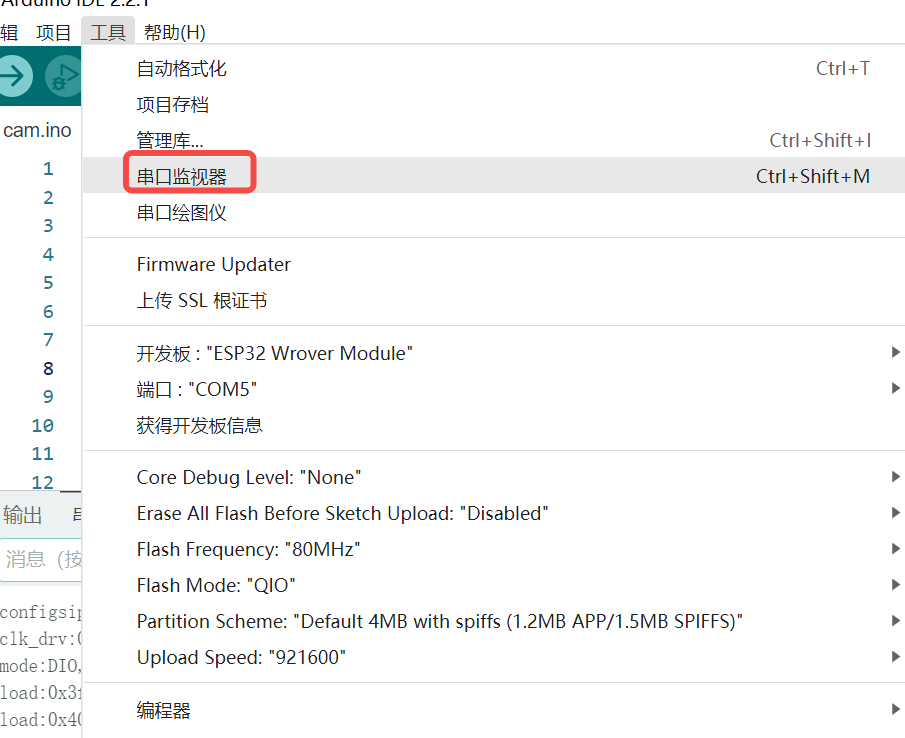 Arduino IDE 2.2.1
辑 项目 工具 帮助(H)
自动格式化 Ctrl+T
项目存档
cam.ino
管理库... Ctrl+Shift+I
串口监视器 Ctrl+Shift+M
串口绘图仪
Firmware Updater
上传 SSL 根证书
开发板 : "ESP32 Wrover Module"
端口 : "COM5"
获得开发板信息
Core Debug Level: "None"
Erase All Flash Before Sketch Upload: "Disabled"
Flash Frequency: "80MHz"
Flash Mode: "QIO"
Partition Scheme: "Default 4MB with spiffs (1.2MB APP/1.5MB SPIFFS)"
Upload Speed: "921600"
编程器
1
2
3
4
5
6
7
8
9
10
11
12
输出
消息（按
configsip
clk_drv:0
mode:DIO,
load:0x3f
load:0x40